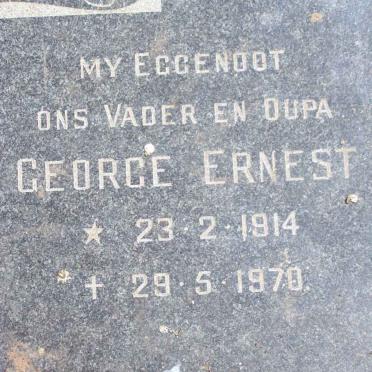 MY EGGENOOT
ONS VADER EN OUPA
GEORGE ERNEST
★ 23·2·1914
✝ 29·5·1970.